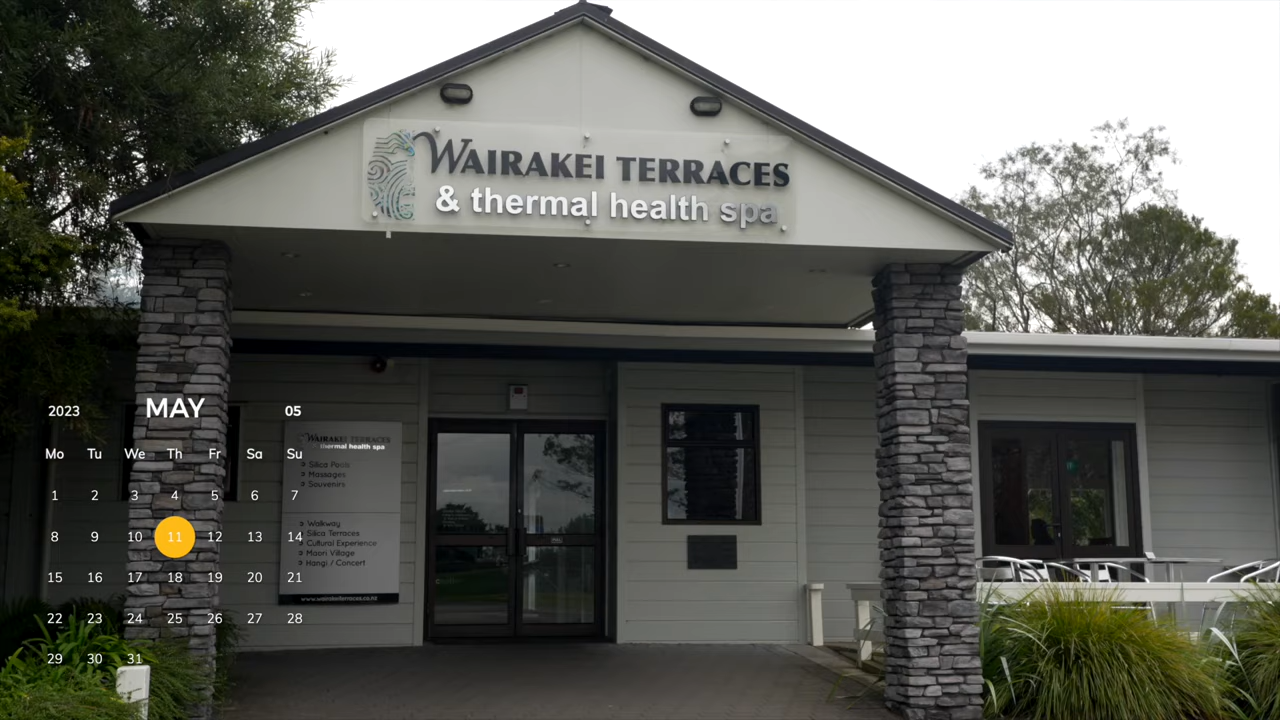 WAIRAKEI TERRACES
& thermal health spa
2023 MAY 05
Mo Tu We Th Fr Sa Su
1 2 3 4 5 6 7
8 9 10 11 12 13 14
15 16 17 18 19 20 21
22 23 24 25 26 27 28
29 30 31
WAIRAKEI TERRACES
thermal health spa
Silica Pools
Massages
Souvenirs
Walkway
Silica Terraces
Cultural Experience
Maori Village
Hangi / Concert
www.wairakeiterraces.co.nz